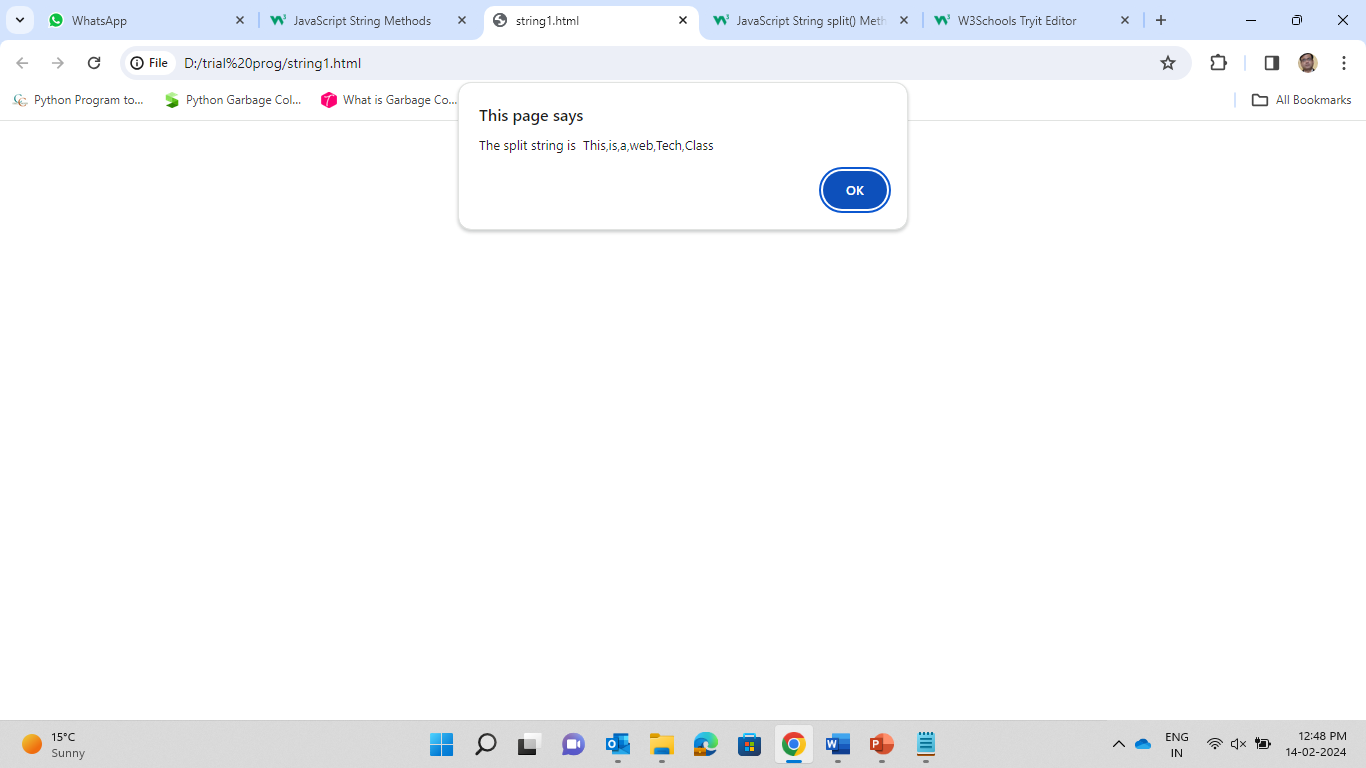 WhatsApp
JavaScript String Methods
string1.html
JavaScript String split() Meth
W3Schools Tryit Editor
File
D:/trial%20prog/string1.html
Python Program to...
Python Garbage Col...
What is Garbage Co...
All Bookmarks
This page says
The split string is  This,is,a,web,Tech,Class
OK
15°C
Sunny
ENG
IN
12:48 PM
14-02-2024